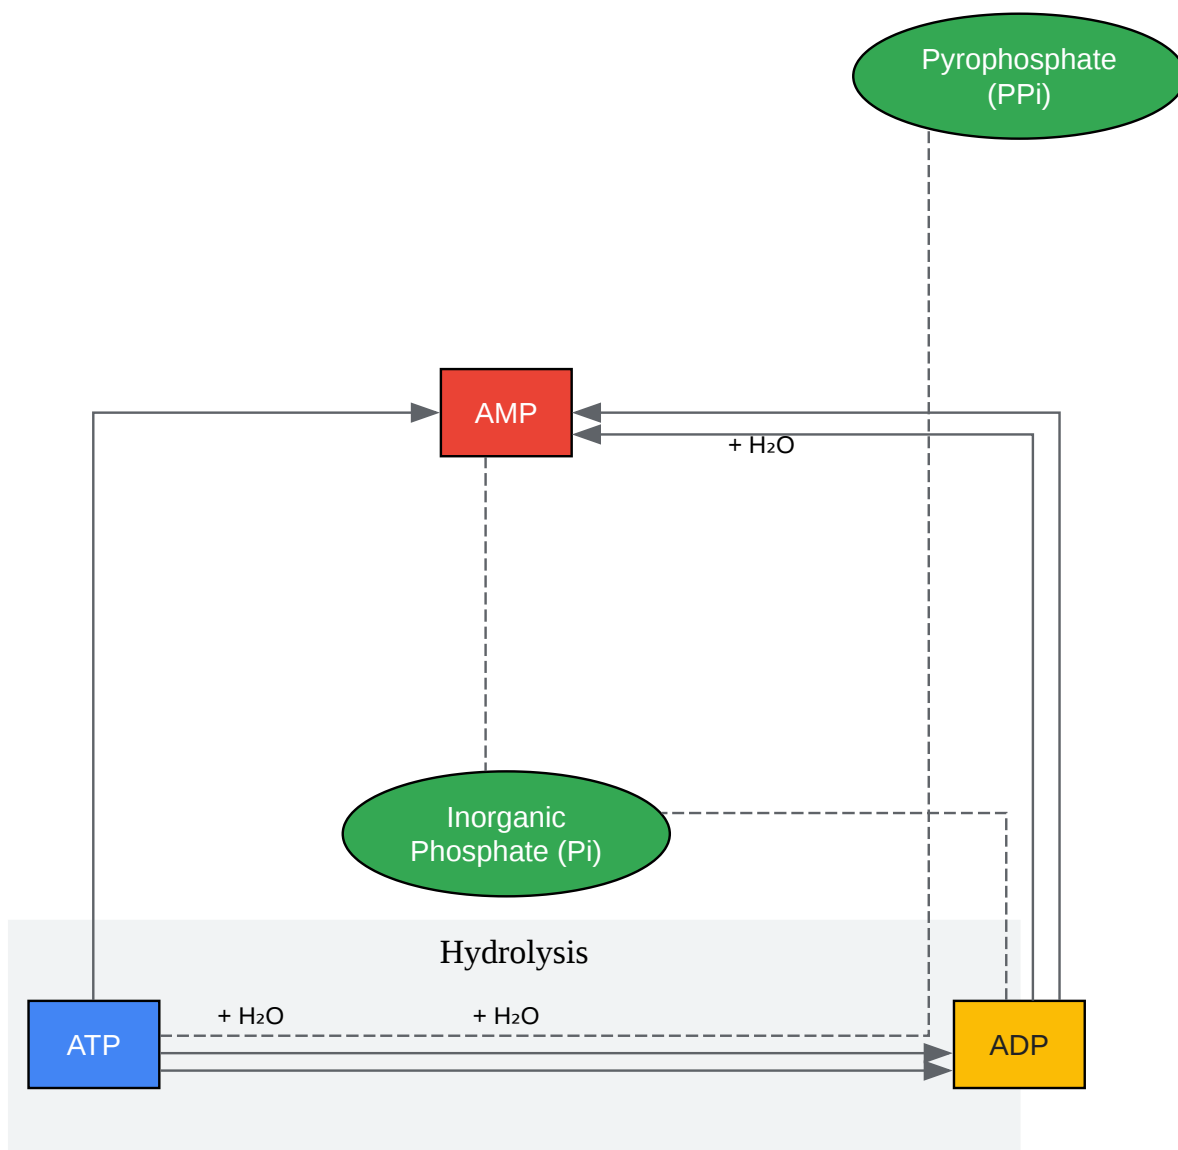 Pyrophosphate
(PPi)
AMP
+ H₂O
Inorganic
Phosphate (Pi)
Hydrolysis
+ H₂O
+ H₂O
ATP
ADP